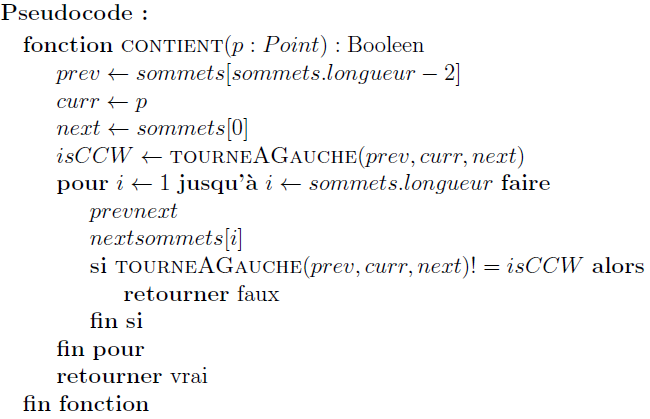 Pseudocode :
fonction CONTIENT(p : Point) : Booleen
prev ← sommets[sommets.longueur − 2]
curr ← p
next ← sommets[0]
isCCW ← TOURNEAGAUCHE(prev, curr, next)
pour i ← 1 jusqu'à i ← sommets.longueur faire
prevnext
nextsommets[i]
si TOURNEAGAUCHE(prev, curr, next)! = isCCW alors
retourner faux
fin si
fin pour
retourner vrai
fin fonction